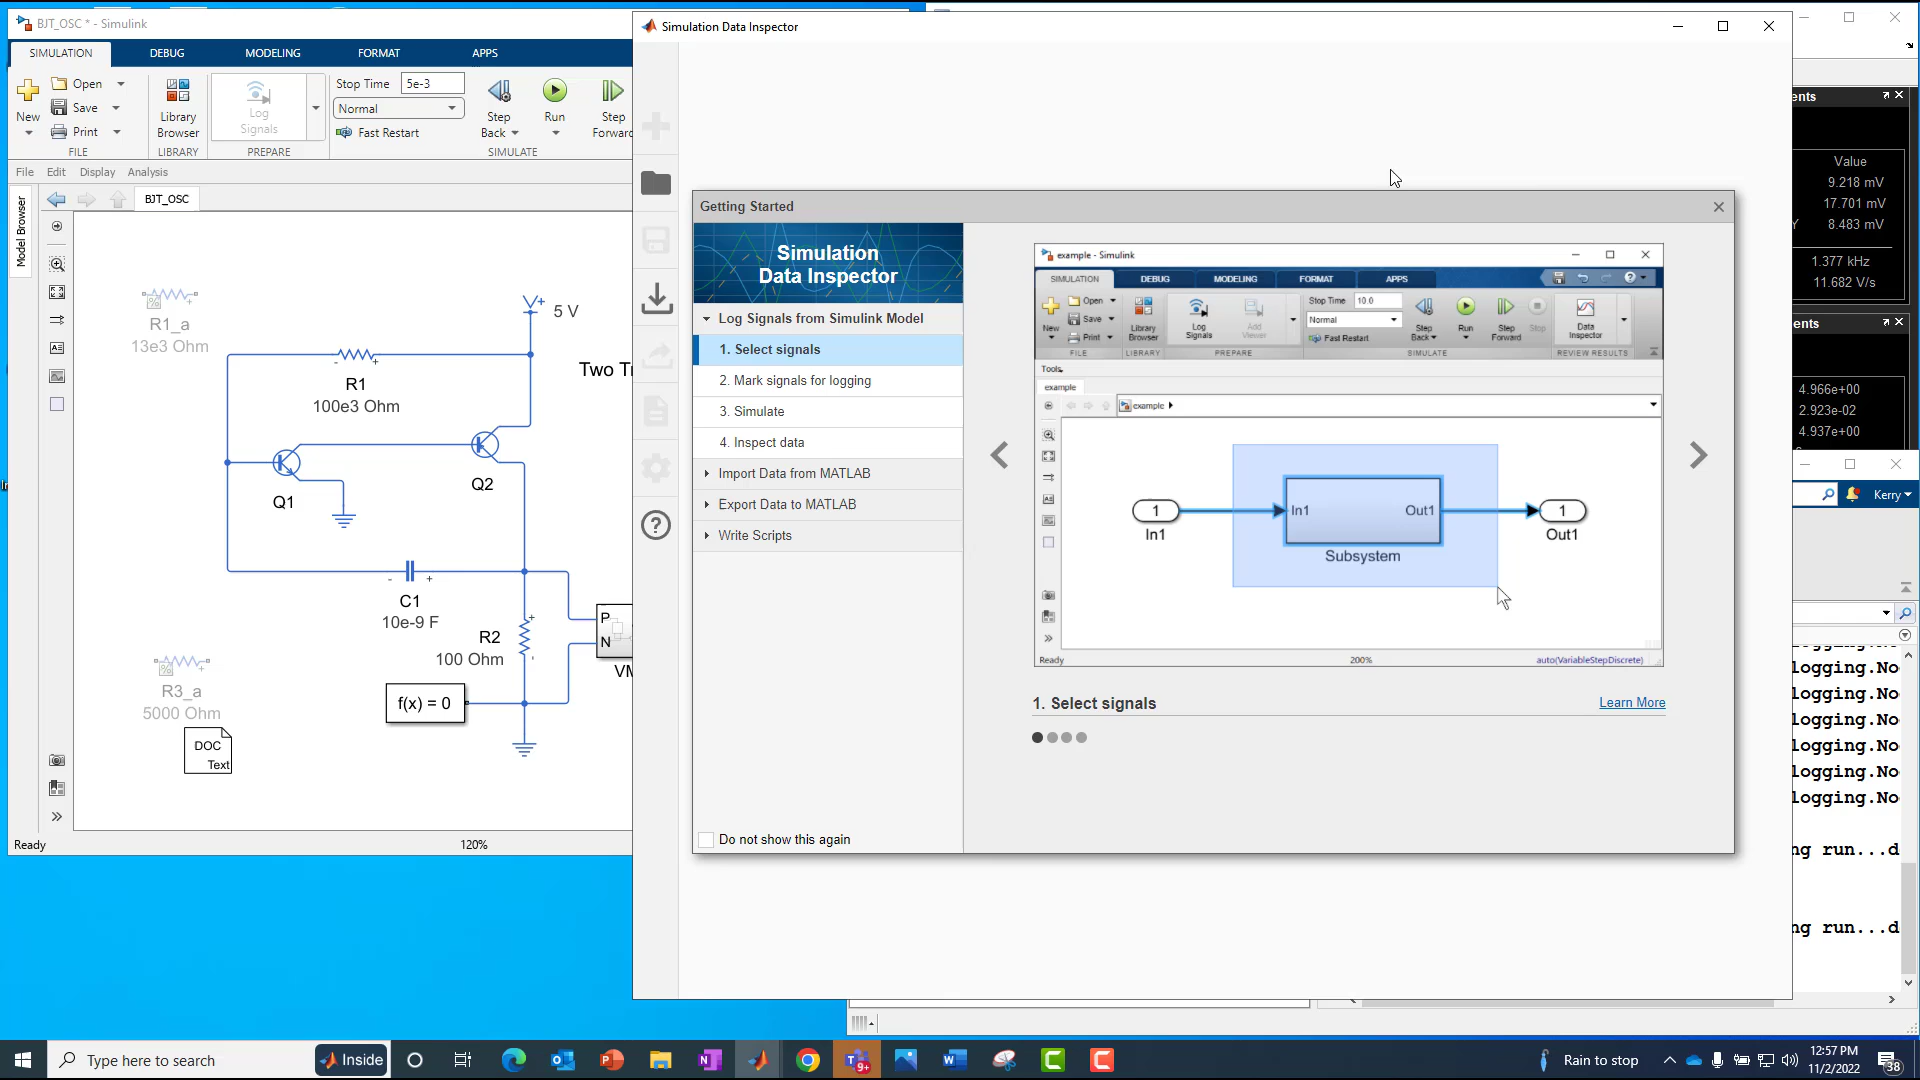 BJT_OSC * - Simulink
SIMULATION
DEBUG
MODELING
FORMAT
APPS
New
Open
Save
Print
FILE
Library
Browser
LIBRARY
Log
Signals
PREPARE
Stop Time
5e-3
Normal
Fast Restart
Step
Back
Run
Step
Forward
SIMULATE
File
Edit
Display
Analysis
Model Browser
BJT_OSC
R1_a
13e3 Ohm
5 V
R1
100e3 Ohm
Two Tr
Q1
Q2
C1
10e-9 F
R2
100 Ohm
P
N
VM
f(x) = 0
R3_a
5000 Ohm
DOC
Text
Ready
120%
Simulation Data Inspector
Getting Started
Simulation
Data Inspector
Log Signals from Simulink Model
1. Select signals
2. Mark signals for logging
3. Simulate
4. Inspect data
Import Data from MATLAB
Export Data to MATLAB
Write Scripts
Do not show this again
example - Simulink
SIMULATION
DEBUG
MODELING
FORMAT
APPS
New
Open
Save
Print
FILE
Library
Browser
LIBRARY
Log
Signals
Add
Viewer
PREPARE
Stop Time
10.0
Normal
Fast Restart
Step
Back
Run
Step
Forward
Stop
SIMULATE
Data
Inspector
REVIEW RESULTS
Tools
example
example
1
In1
In1
Out1
Subsystem
1
Out1
Ready
200%
auto(VariableStepDiscrete)
1. Select signals
Learn More
ents
Value
9.218 mV
17.701 mV
Y 8.483 mV
1.377 kHz
11.682 V/s
ents
4.966e+00
2.923e-02
4.937e+00
Kerry
logging.No
logging.No
logging.No
logging.No
logging.No
logging.No
ng run...d
ng run...d
Type here to search
Inside
9+
Rain to stop
12:57 PM
11/2/2022
38